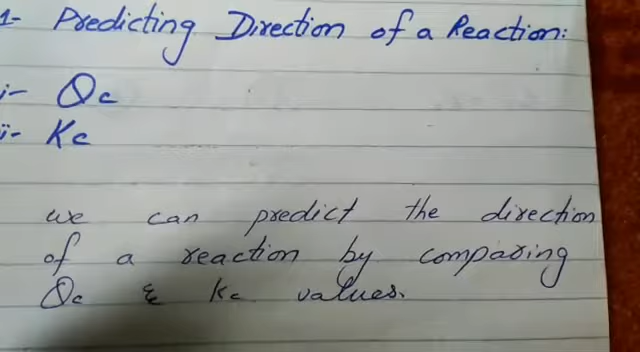 1- Predicting Direction of a Reaction:
i- Qc
ii- Kc
we can predict the direction
of a reaction by comparing
Qc & Kc values.